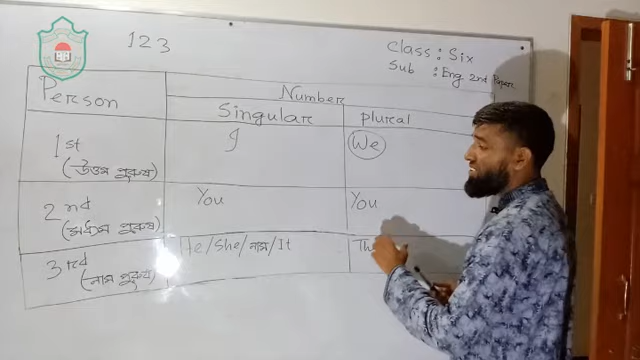 123
Class : Six
Sub : Eng 2nd Paper
Person
Number
Singular
plural
1st
(উত্তম পুরুষ)
I
We
2nd
(মধ্যম পুরুষ)
You
You
3rd
(নাম পুরুষ)
He/She/নাম/It